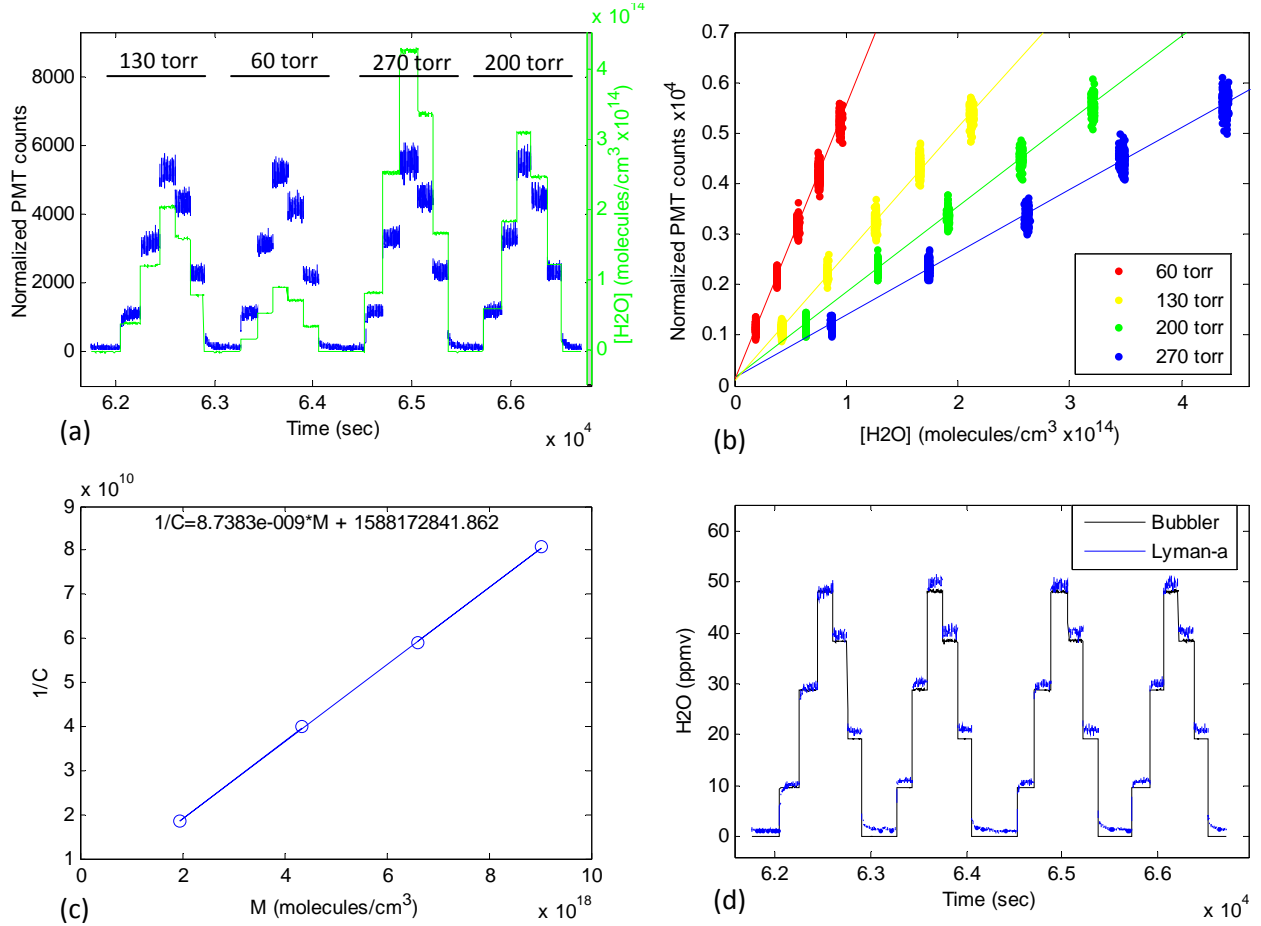 x 10^14
130 torr 60 torr 270 torr 200 torr
8000
6000
4000
2000
0
Normalized PMT counts
4
3
2
1
0
[H2O] (molecules/cm^3 x10^14)
6.2 6.3 6.4 6.5 6.6
Time (sec)
x 10^4
(a)
0.7
0.6
0.5
0.4
0.3
0.2
0.1
0
Normalized PMT counts x10^4
60 torr
130 torr
200 torr
270 torr
0 1 2 3 4
[H2O] (molecules/cm^3 x10^14)
(b)
x 10^10
1/C=8.7383e-009*M + 1588172841.862
9
8
7
6
5
4
3
2
1
1/C
0 2 4 6 8 10
M (molecules/cm^3)
x 10^18
(c)
Bubbler
Lyman-a
60
50
40
30
20
10
0
H2O (ppmv)
6.2 6.3 6.4 6.5 6.6
Time (sec)
x 10^4
(d)